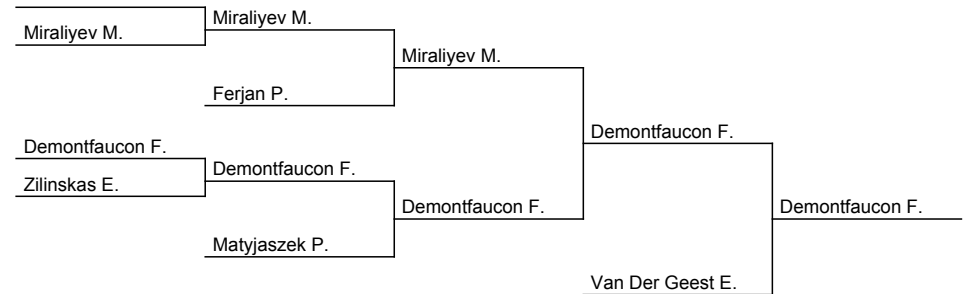 Miraliyev M.
Miraliyev M.
Miraliyev M.
Ferjan P.
Demontfaucon F.
Demontfaucon F.
Zilinskas E.
Demontfaucon F.
Demontfaucon F.
Demontfaucon F.
Matyjaszek P.
Van Der Geest E.